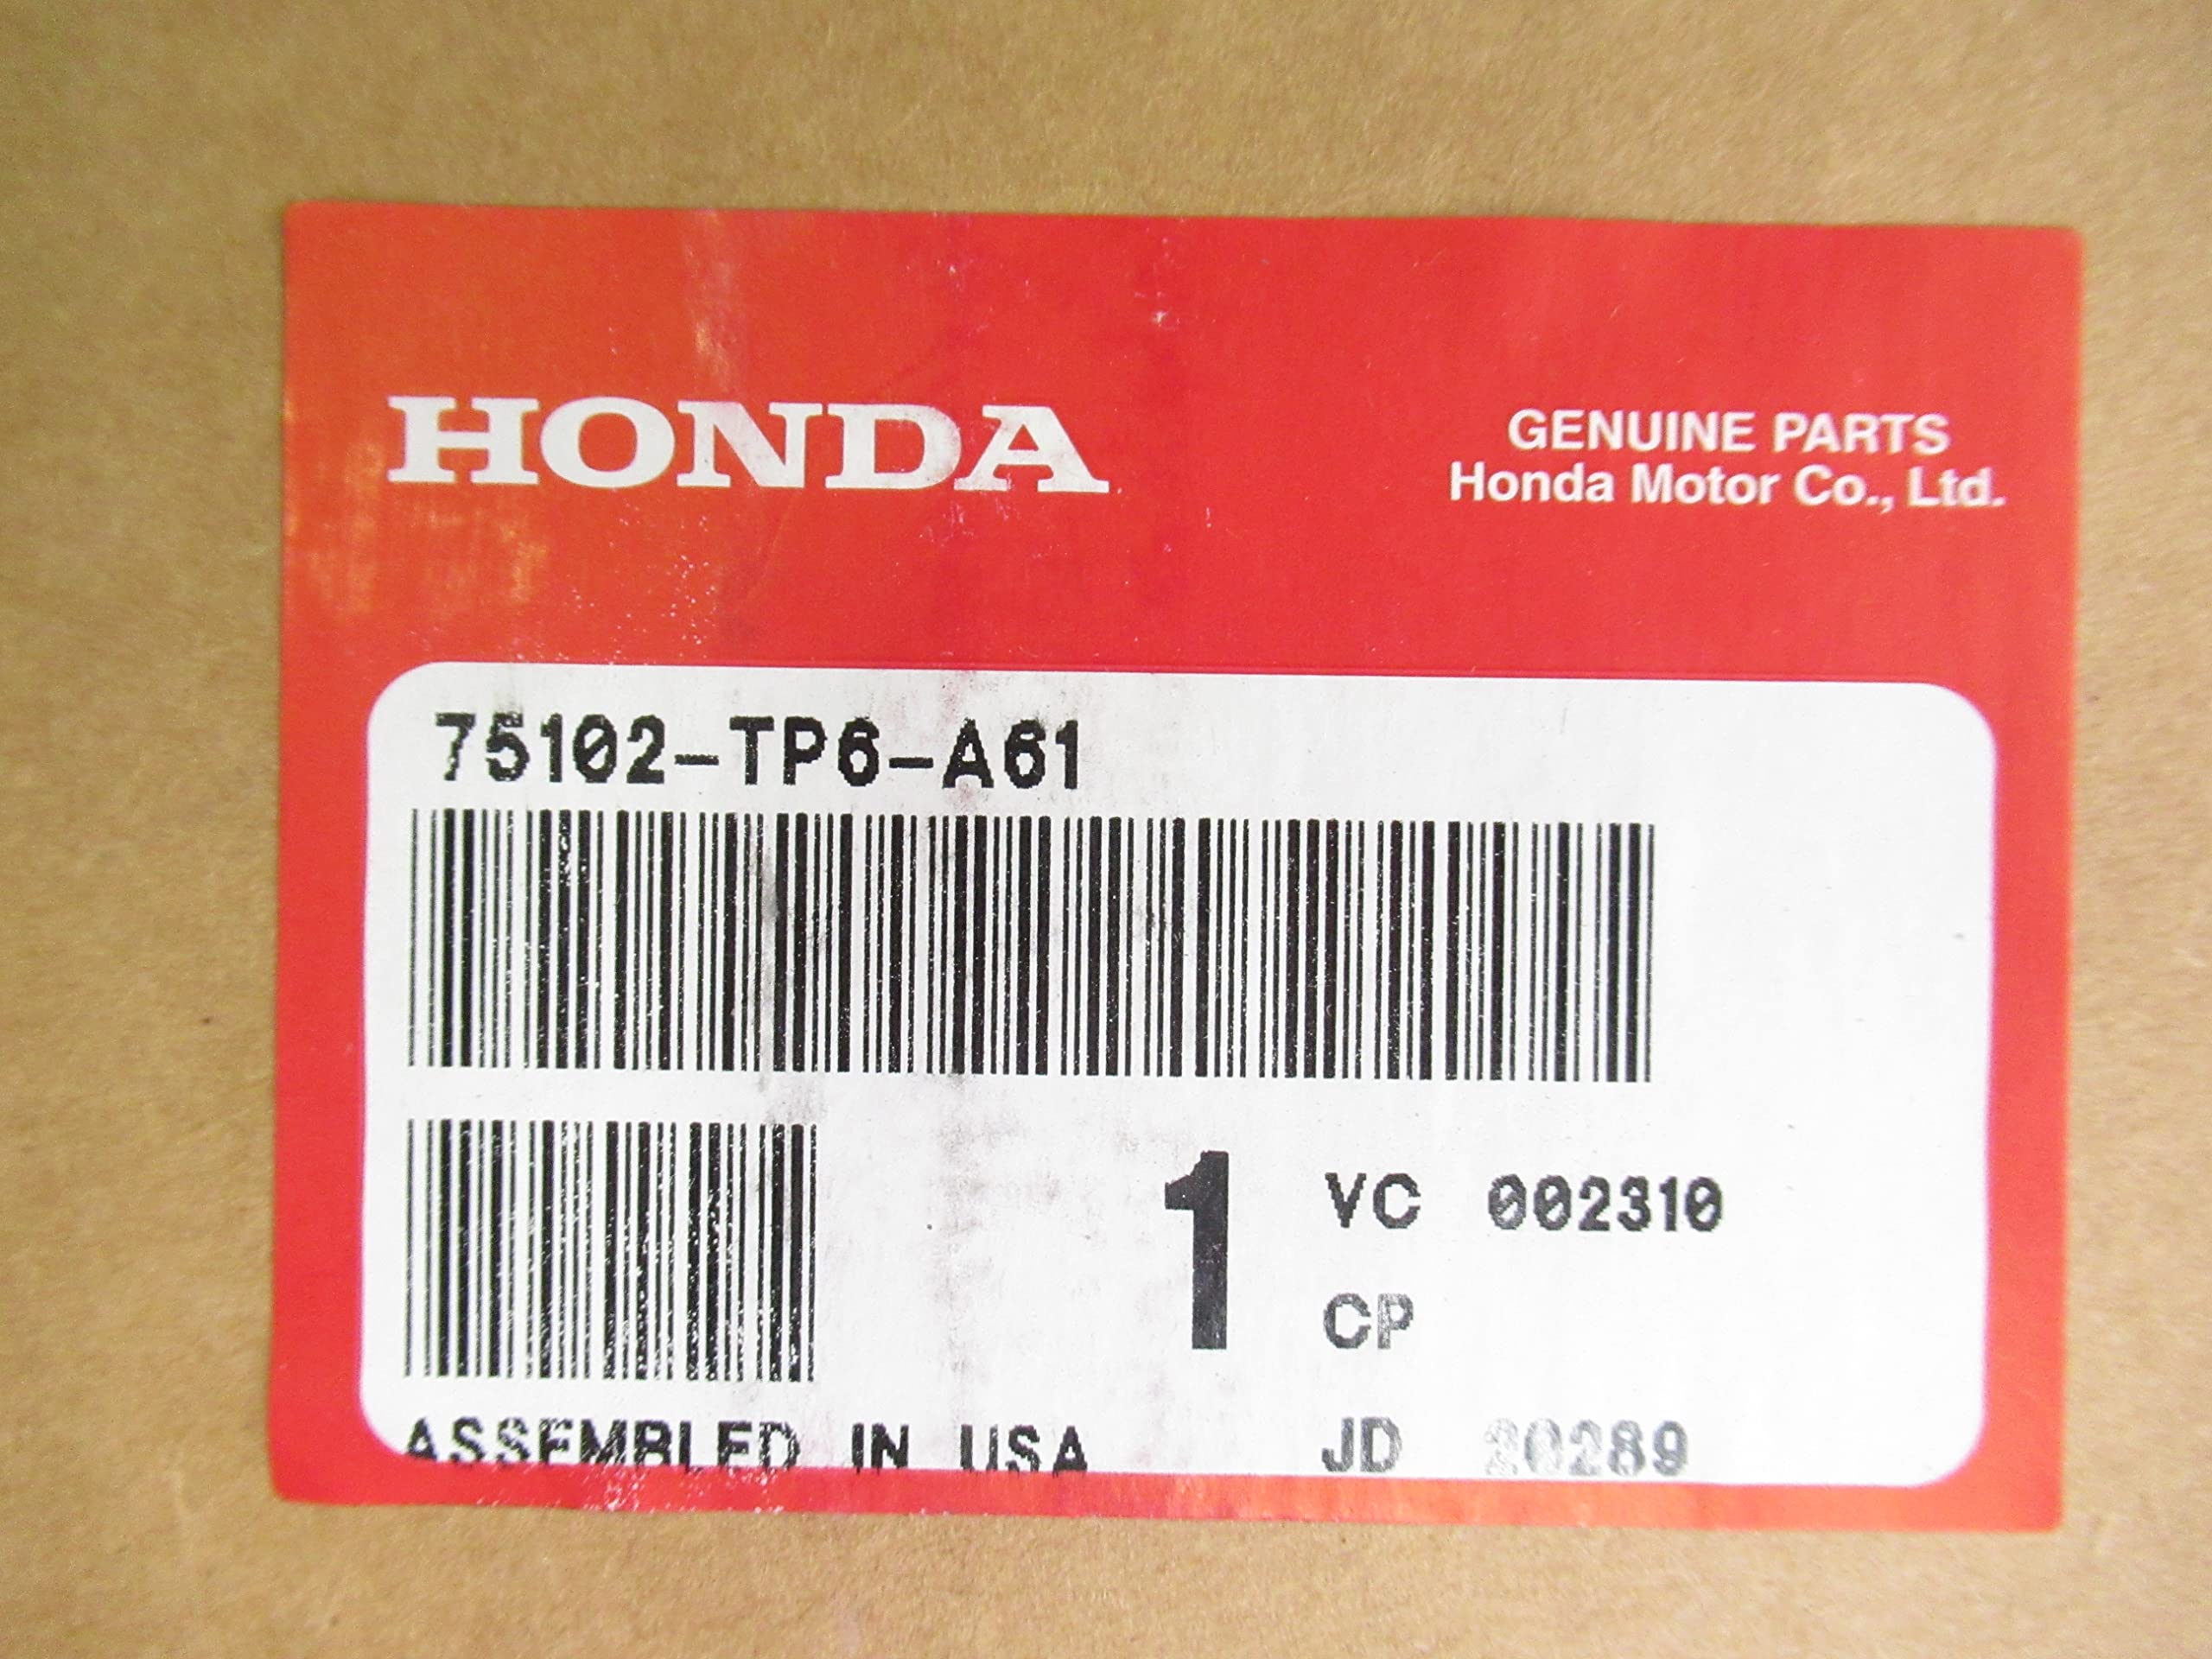 HONDA
GENUINE PARTS
Honda Motor Co., Ltd.
75102-TP6-A61
1 VC 002310
CP
ASSEMBLED IN USA JD 20289